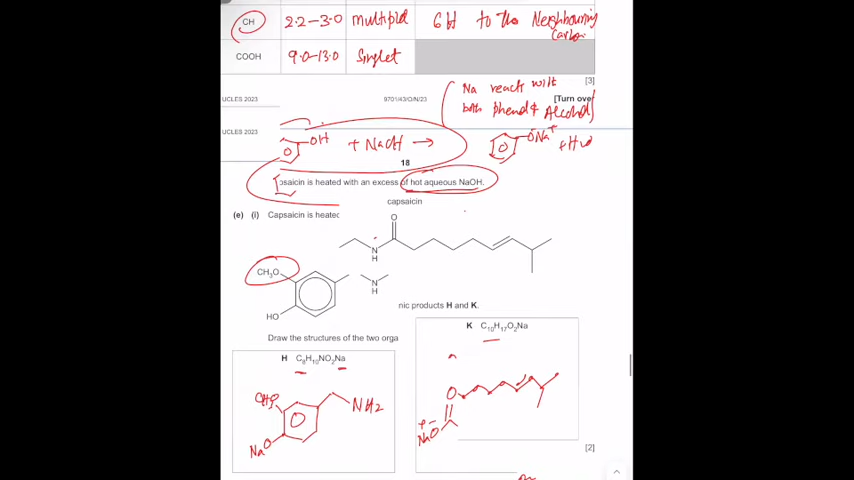 CH 2.2-3.0 multiplet 6H to the Neighbouring Carbon
COOH 9.0-13.0 singlet
[3]
UCLES 2023 9701/43/O/N/23 [Turn over
Na reacts with
both phenol & Alcohol
UCLES 2023
OH + NaOH → O⁻Na⁺
18
psaicin is heated with an excess of hot aqueous NaOH.
capsaicin
(e) (i) Capsaicin is heated
O
N
H
CH₃O
N
H
HO
nic products H and K.
Draw the structures of the two orga
K C₁₀H₁₇O₂Na
H C₈H₁₀NO₂Na
CH₃O
NH2
NaO
O
+ -
NaO
[2]